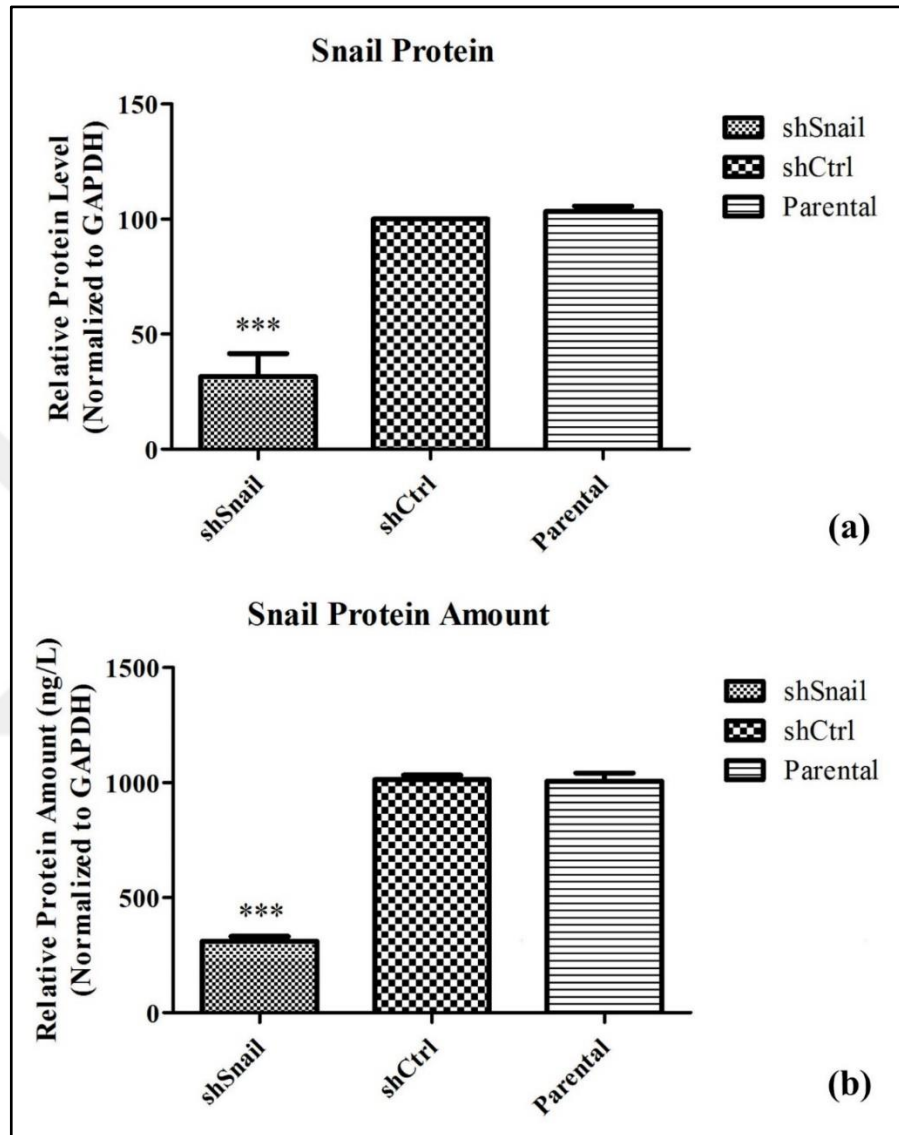 Snail Protein
Relative Protein Level
(Normalized to GAPDH)
150
100
50
0
***
shSnail
shCtrl
Parental
shSnail
shCtrl
Parental
(a)
Snail Protein Amount
Relative Protein Amount (ng/L)
(Normalized to GAPDH)
1500
1000
500
0
***
shSnail
shCtrl
Parental
shSnail
shCtrl
Parental
(b)